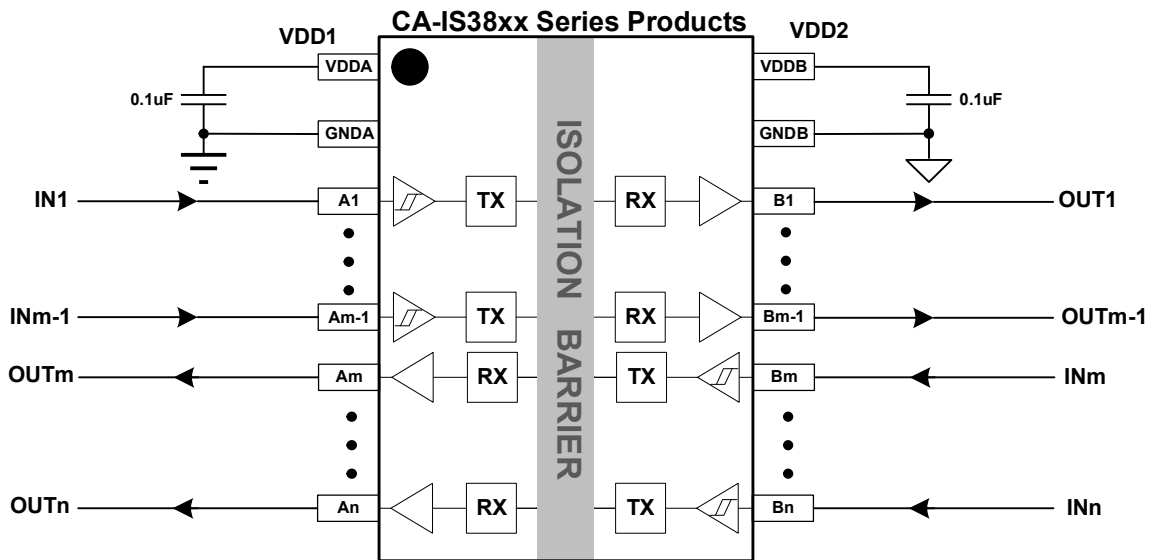 CA-IS38xx Series Products
VDD1
VDD2
VDDA
VDDB
0.1uF
0.1uF
GNDA
GNDB
ISOLATION BARRIER
IN1
A1
TX
RX
B1
OUT1
INm-1
Am-1
TX
RX
Bm-1
OUTm-1
OUTm
Am
RX
TX
Bm
INm
OUTn
An
RX
TX
Bn
INn